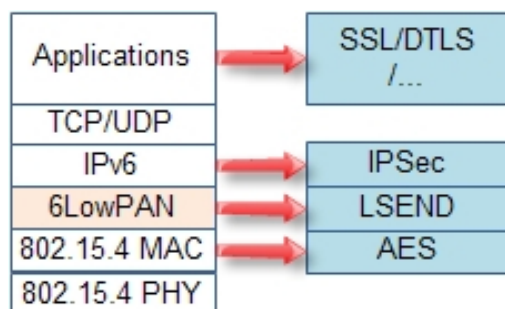 Applications
SSL/DTLS
/...
TCP/UDP
IPv6
IPSec
6LowPAN
LSEND
802.15.4 MAC
AES
802.15.4 PHY